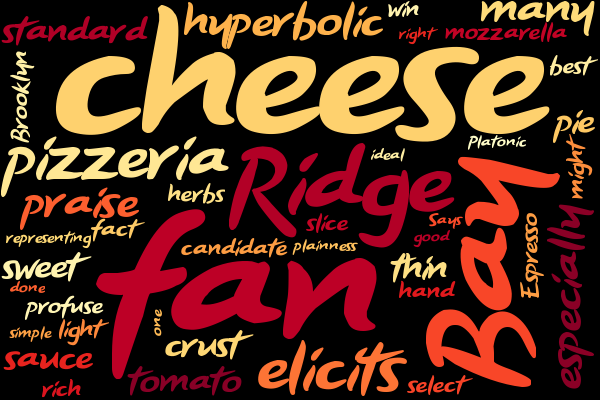 standard
hyperbolic
win
many
right
mozzarella
cheese
best
Brooklyn
pie
Platonic
pizzeria
Ridge
ideal
might
herbs
praise
slice
Says
good
representing
fact
candidate
plainness
Bay
Espresso
especially
sweet
fan
thin
done
hand
profuse
one
simple
light
crust
sauce
elicits
select
rich
tomato